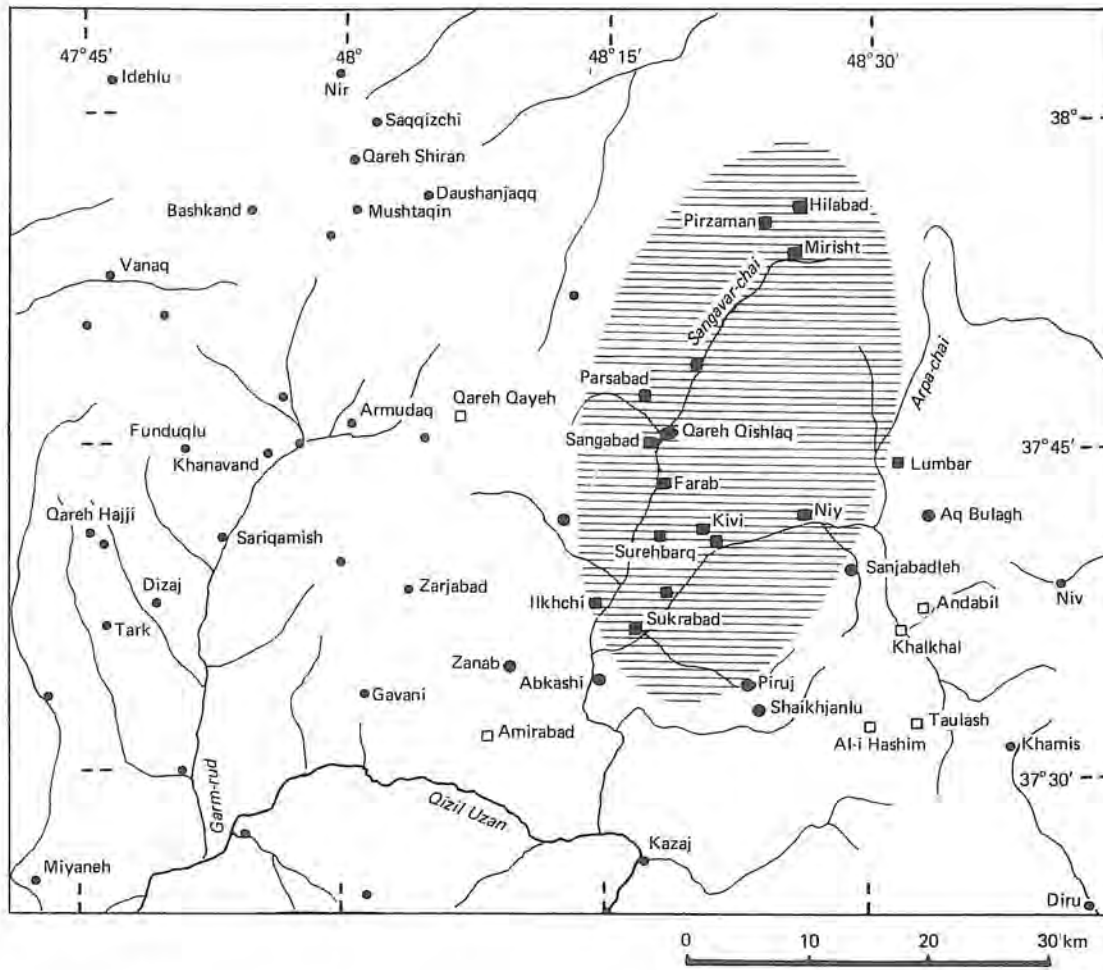 47°45′
48°
48°15′
48°30′
Idehlu
Nir
38°
Saqqizchi
Qareh Shiran
Daushanjaqq
Bashkand
Mushtaqin
Hilabad
Pirzaman
Mirisht
Vanaq
Sangavar-chai
Arpa-chai
Parsabad
Qareh Qayeh
Armudaq
Funduqlu
Qareh Qishlaq
Sangabad
37°45′
Khanavand
Lumbar
Farab
Qareh Hajji
Niy
Aq Bulagh
Kivi
Sariqamish
Surehbarq
Sanjabadleh
Dizaj
Zarjabad
Niv
Ilkhchi
Andabil
Tark
Sukrabad
Khalkhal
Zanab
Abkashi
Piruj
Gavani
Shaikhjanlu
Taulash
Amirabad
Al-i Hashim
Khamis
37°30′
Garm-rud
Qizil Uzan
Kazaj
Miyaneh
Diru
0 10 20 30 km